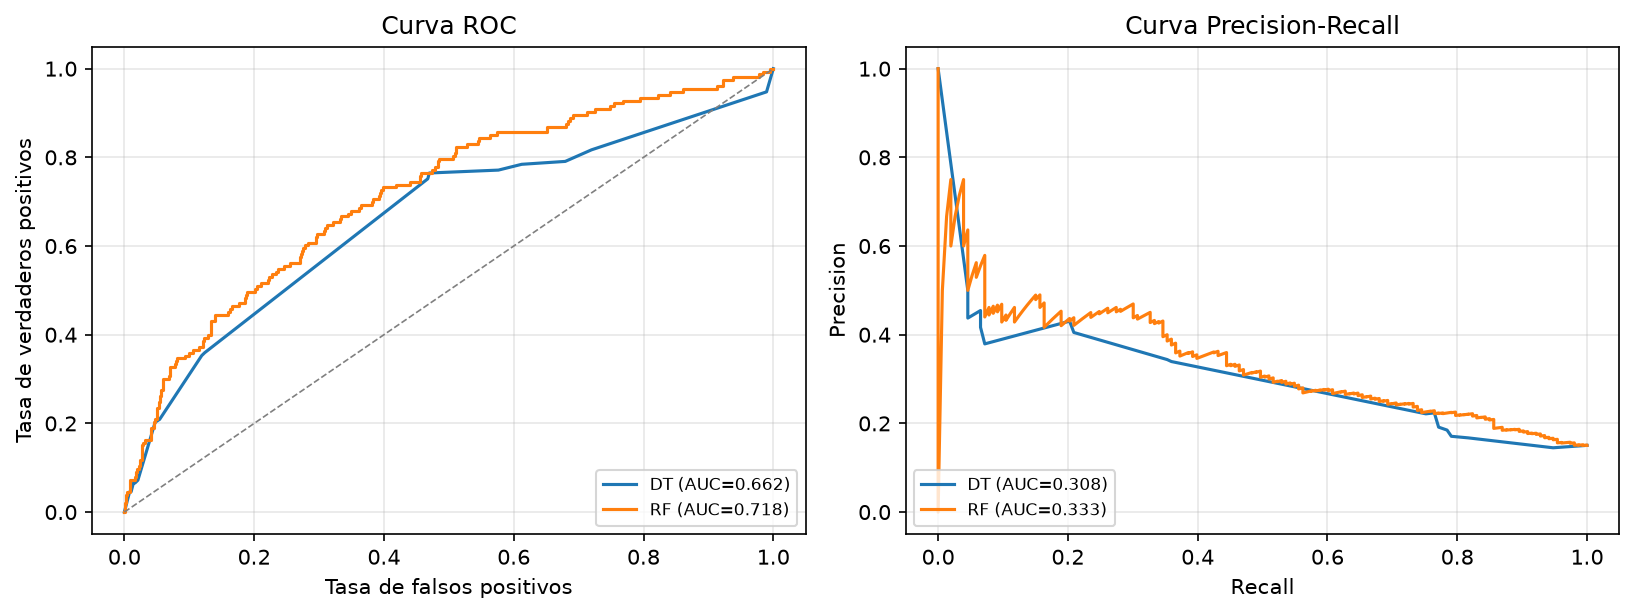 Curva ROC
1.0
0.8
0.6
0.4
0.2
0.0
Tasa de verdaderos positivos
0.0 0.2 0.4 0.6 0.8 1.0
Tasa de falsos positivos
DT (AUC=0.662)
RF (AUC=0.718)
Curva Precision-Recall
1.0
0.8
0.6
0.4
0.2
0.0
Precision
0.0 0.2 0.4 0.6 0.8 1.0
Recall
DT (AUC=0.308)
RF (AUC=0.333)